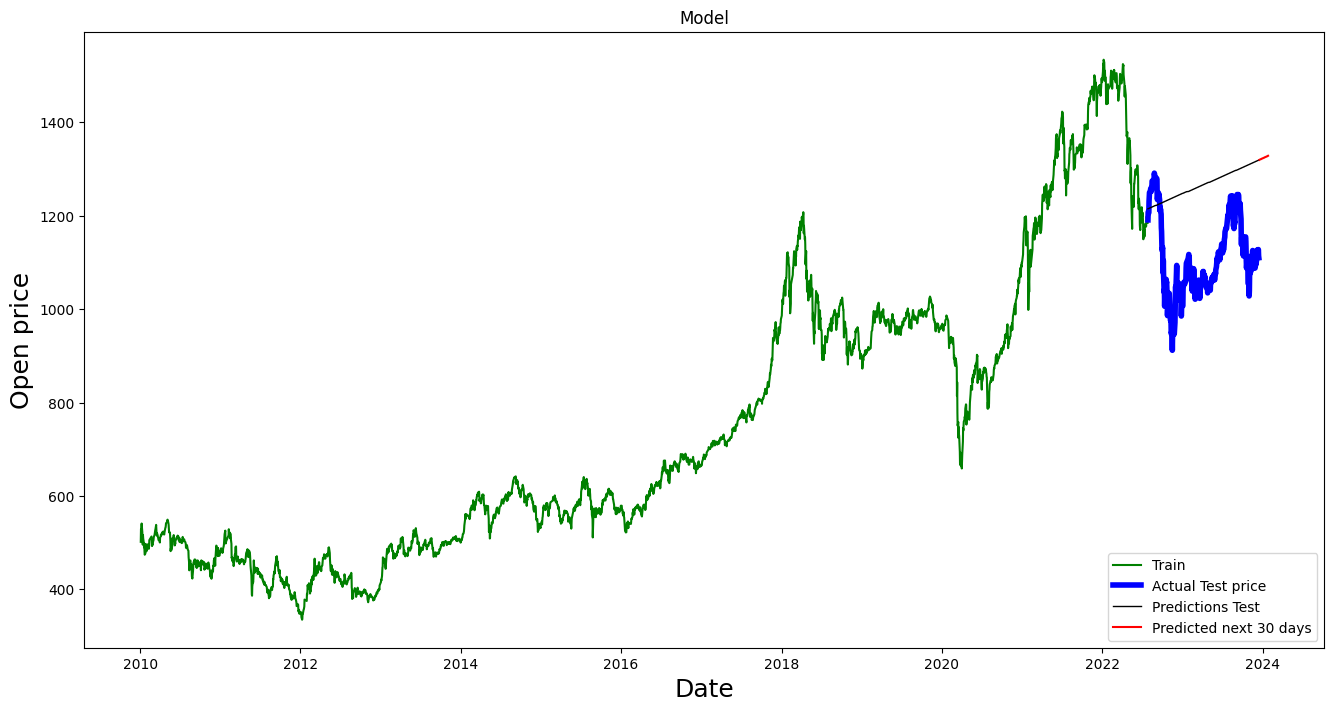 Model
Open price
1400
1200
1000
800
600
400
2010
2012
2014
2016
2018
2020
2022
2024
Date
Train
Actual Test price
Predictions Test
Predicted next 30 days